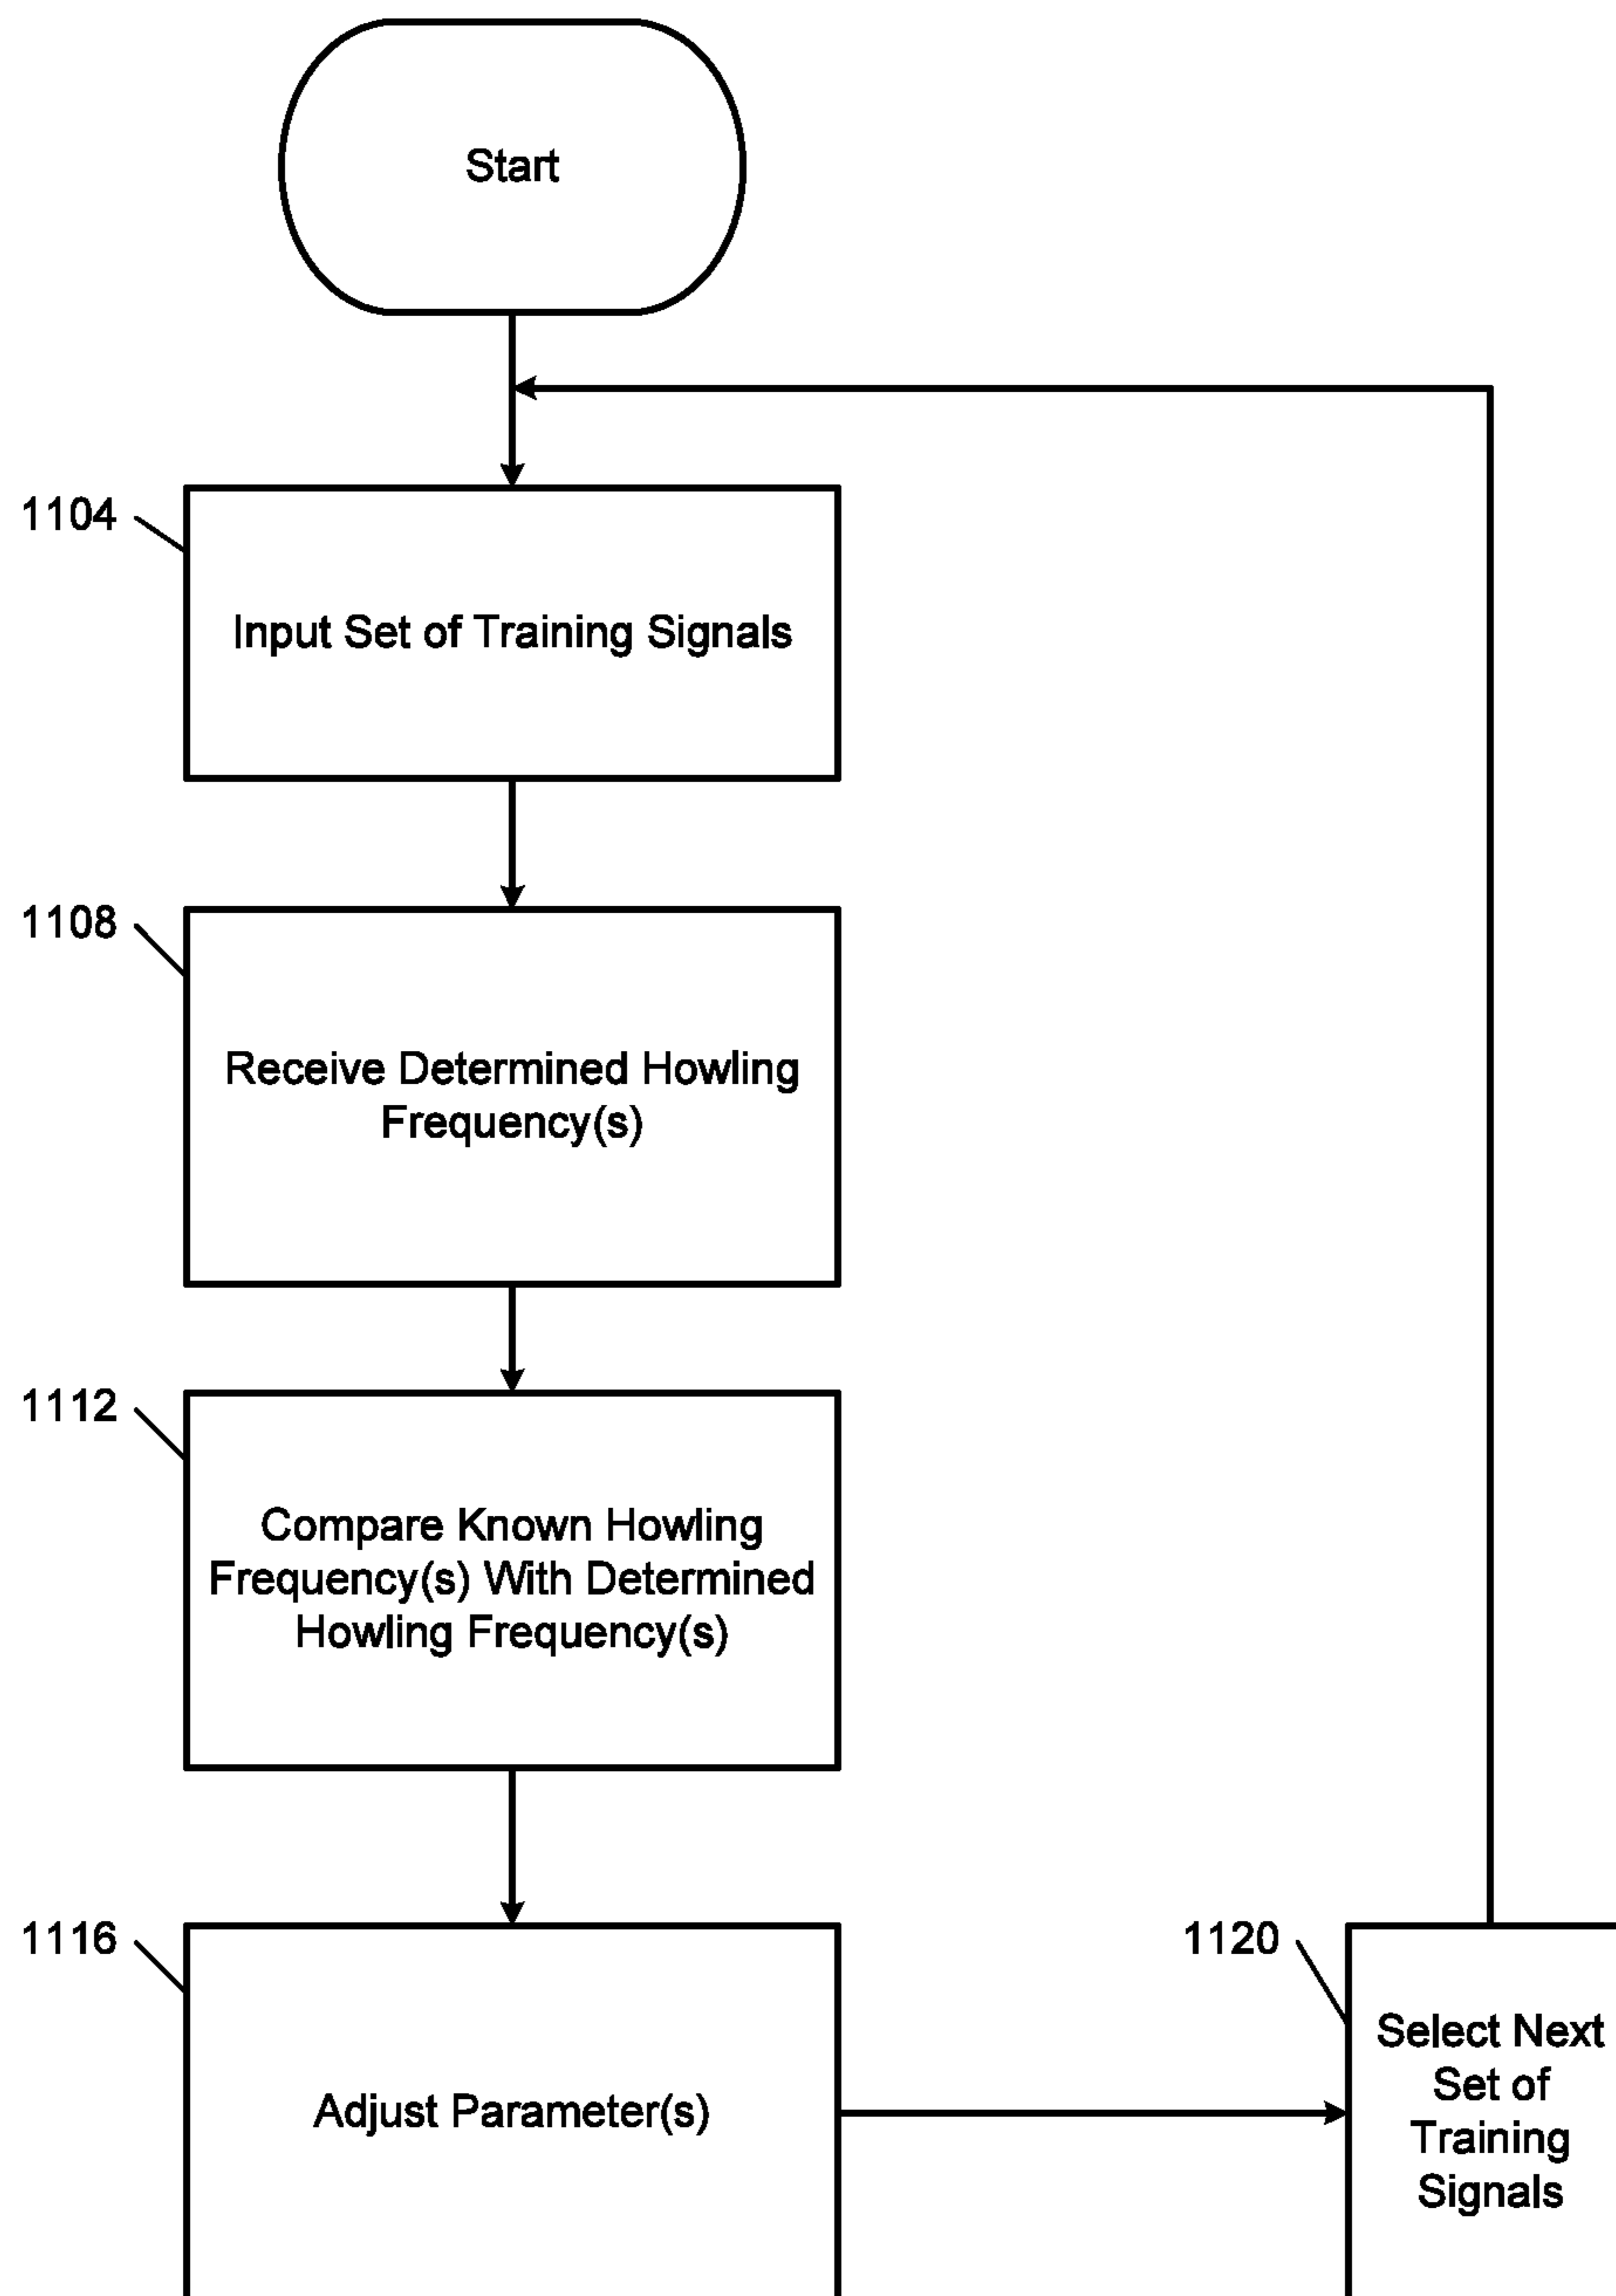 Start
1104
Input Set of Training Signals
1108
Receive Determined Howling
Frequency(s)
1112
Compare Known Howling
Frequency(s) With Determined
Howling Frequency(s)
1116
Adjust Parameter(s)
1120
Select Next
Set of
Training
Signals